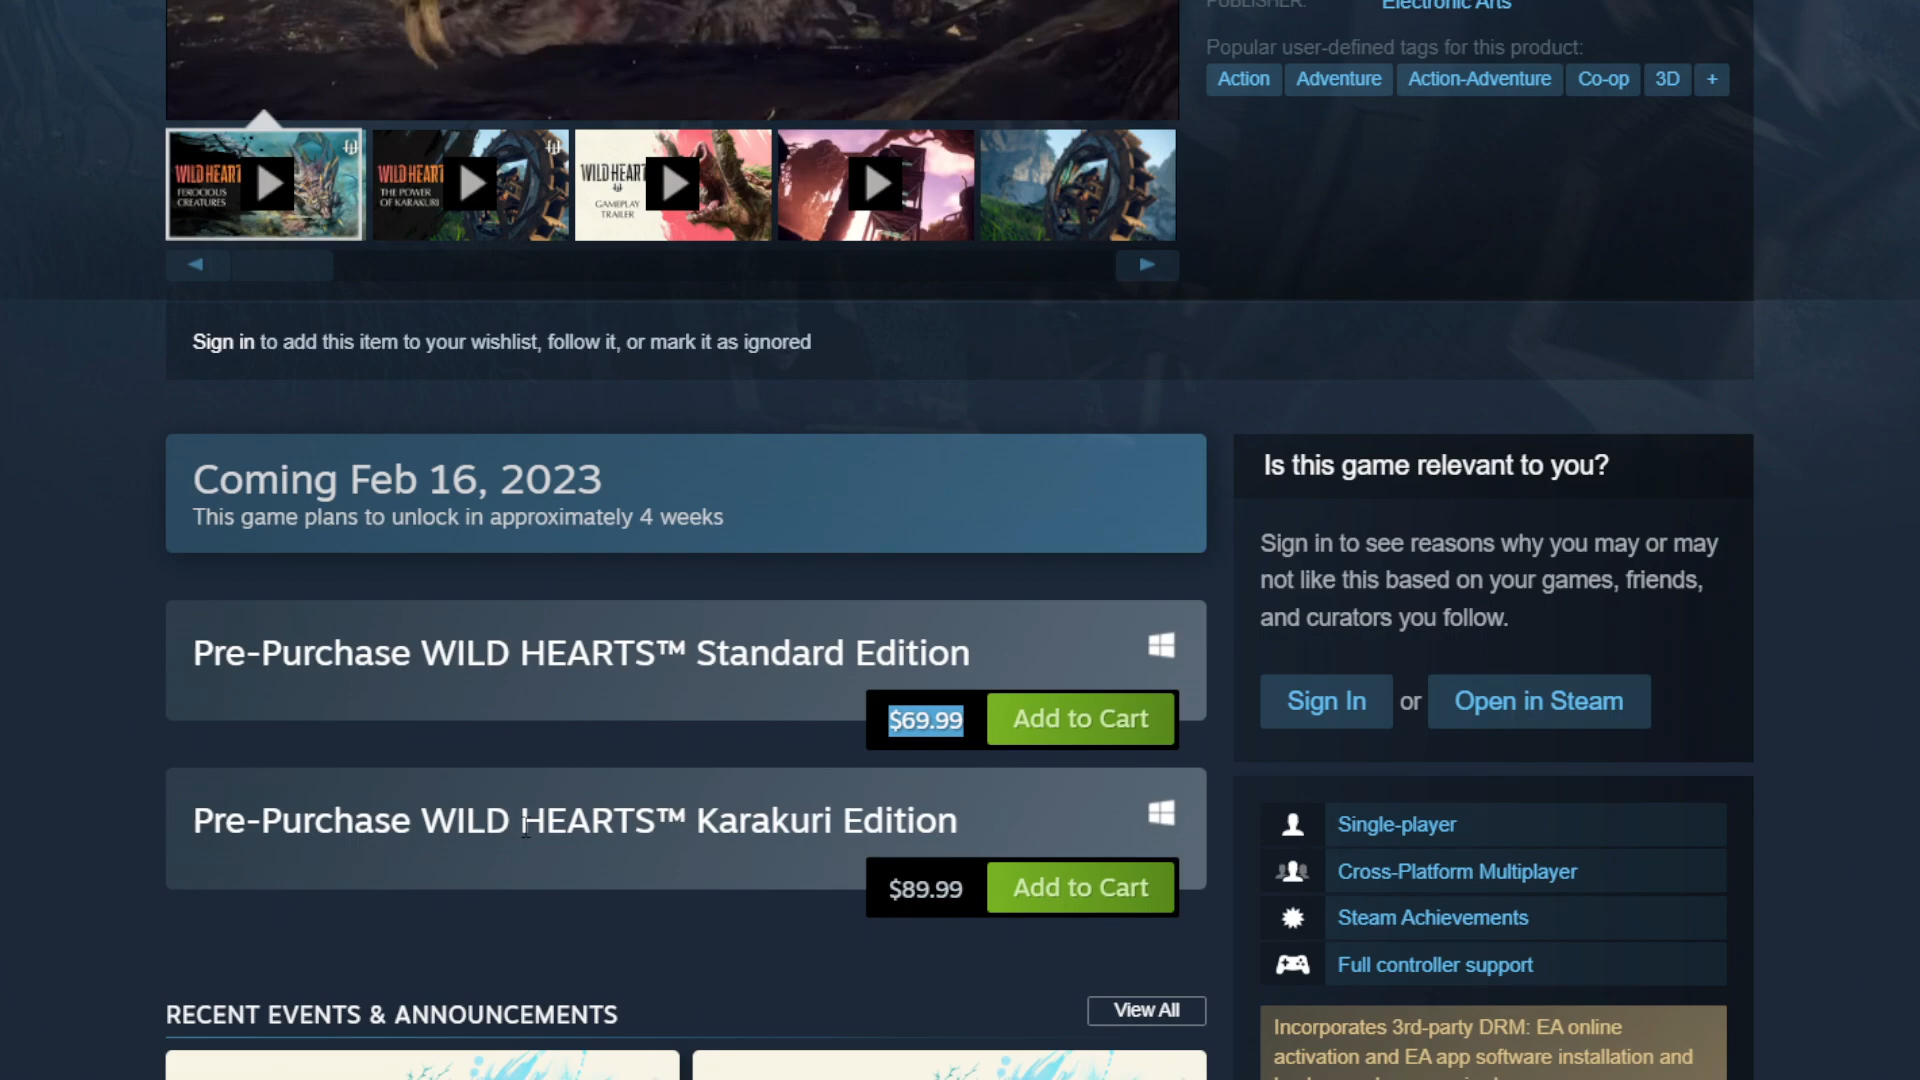 PUBLISHER:
Electronic Arts
Popular user-defined tags for this product:
Action
Adventure
Action-Adventure
Co-op
3D
+
WILD HEART
FEROCIOUS
CREATURES
WILD HEART
THE POWER
OF KARAKURI
WILD HEART
GAMEPLAY
TRAILER
Sign in to add this item to your wishlist, follow it, or mark it as ignored
Coming Feb 16, 2023
This game plans to unlock in approximately 4 weeks
Pre-Purchase WILD HEARTS™ Standard Edition
$69.99
Add to Cart
Pre-Purchase WILD HEARTS™ Karakuri Edition
$89.99
Add to Cart
RECENT EVENTS & ANNOUNCEMENTS
View All
Is this game relevant to you?
Sign in to see reasons why you may or may
not like this based on your games, friends,
and curators you follow.
Sign In
or
Open in Steam
Single-player
Cross-Platform Multiplayer
Steam Achievements
Full controller support
Incorporates 3rd-party DRM: EA online
activation and EA app software installation and